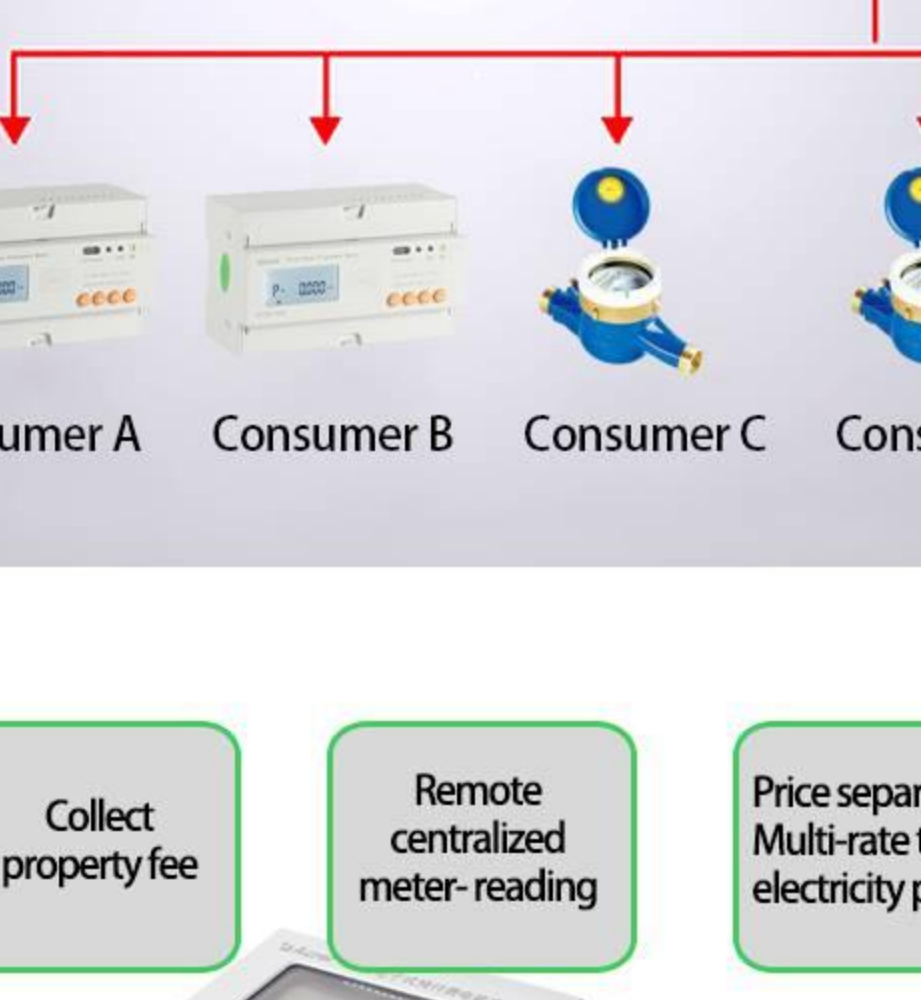 umer A
Consumer B
Consumer C
Cons
Collect
property fee
Remote
centralized
meter- reading
Price separ
Multi-rate t
electricity p